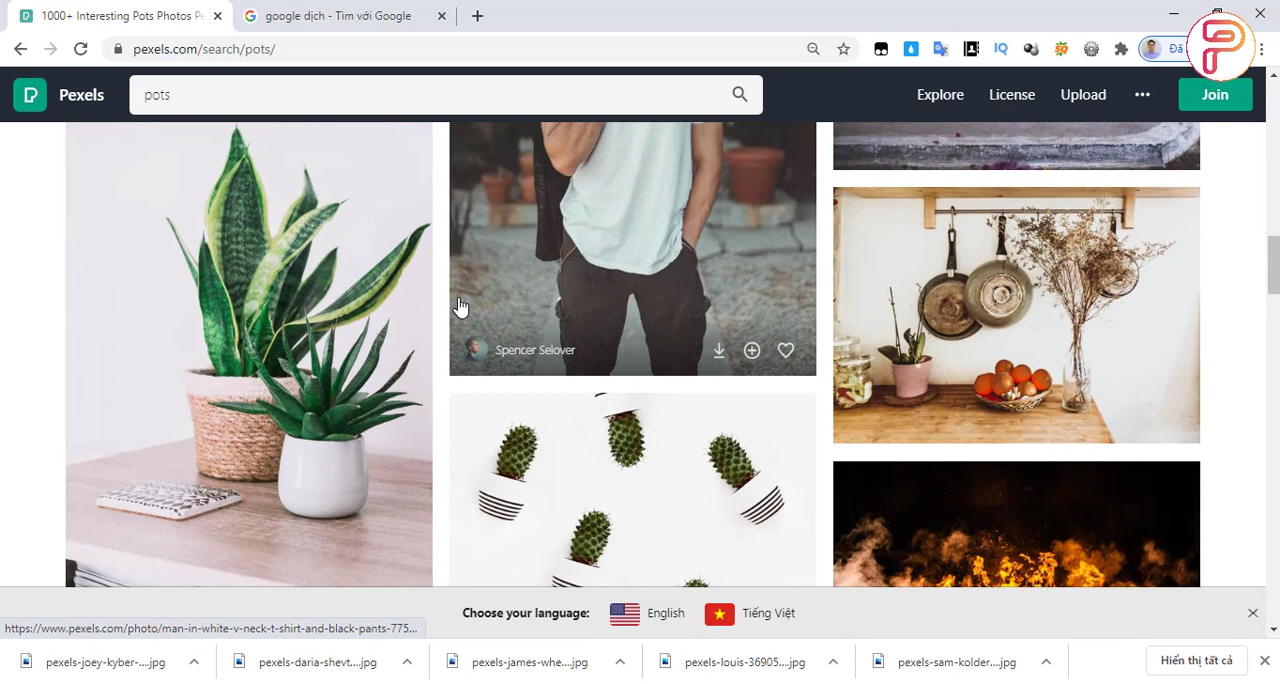 1000+ Interesting Pots Photos Pe
google dịch - Tìm với Google
pexels.com/search/pots/
Đã
Pexels
pots
Explore
License
Upload
Join
Spencer Selover
Choose your language:
English
Tiếng Việt
https://www.pexels.com/photo/man-in-white-v-neck-t-shirt-and-black-pants-775...
pexels-joey-kyber-....jpg
pexels-daria-shevt....jpg
pexels-james-whe....jpg
pexels-louis-36905....jpg
pexels-sam-kolder....jpg
Hiển thị tất cả